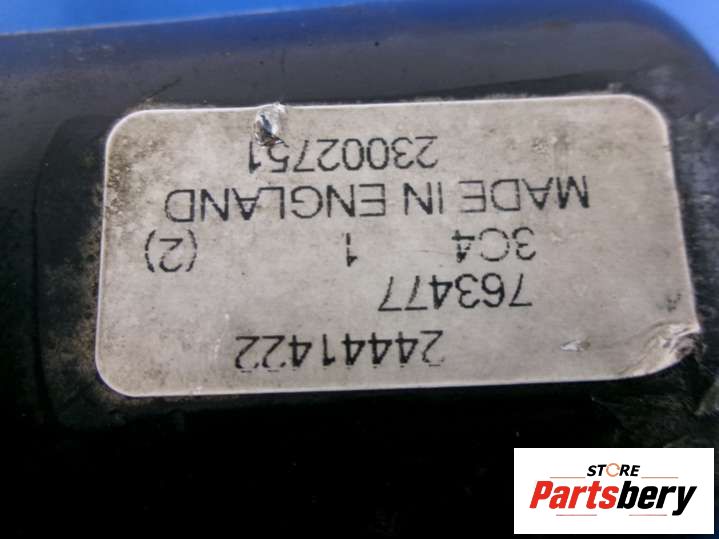 24441422
763477
3C4 1 (2)
MADE IN ENGLAND
23002751
STORE
Partsbery